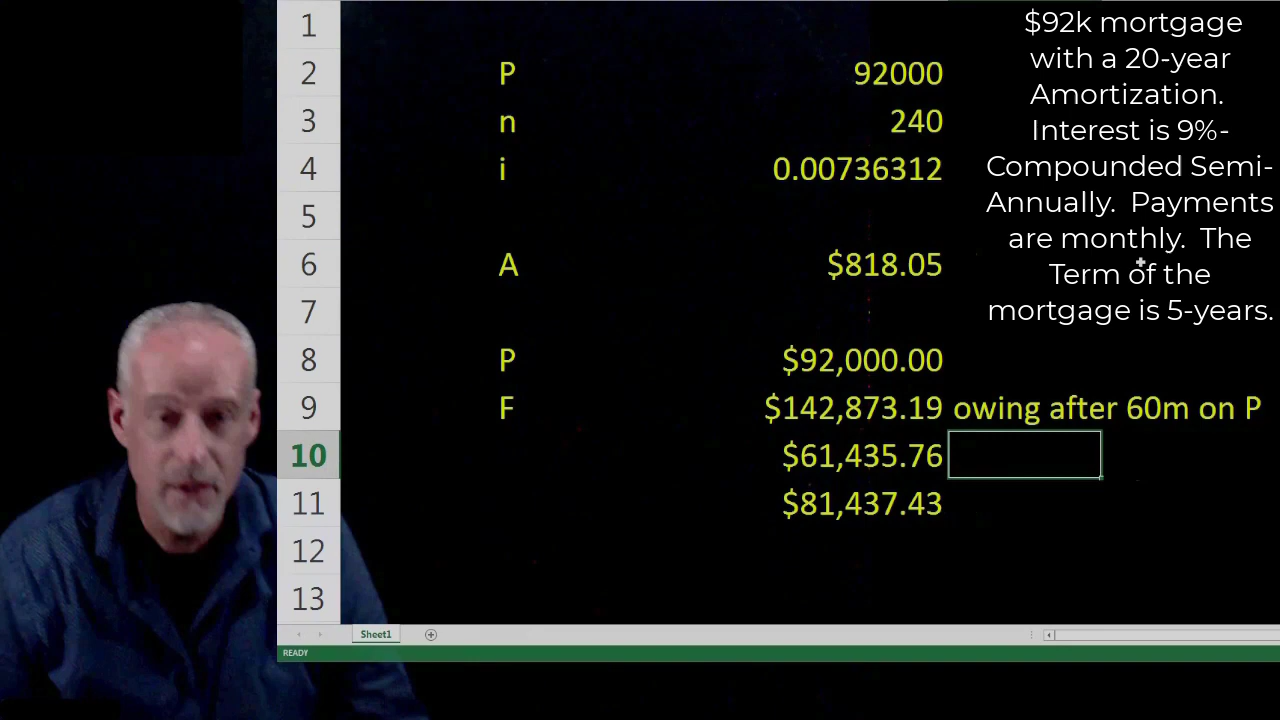 $92k mortgage
with a 20-year
Amortization.
Interest is 9%-
Compounded Semi-
Annually. Payments
are monthly. The
Term of the
mortgage is 5-years.
1
2 P 92000
3 n 240
4 i 0.00736312
5
6 A $818.05
7
8 P $92,000.00
9 F $142,873.19 owing after 60m on P
10 $61,435.76
11 $81,437.43
12
13
Sheet1
READY